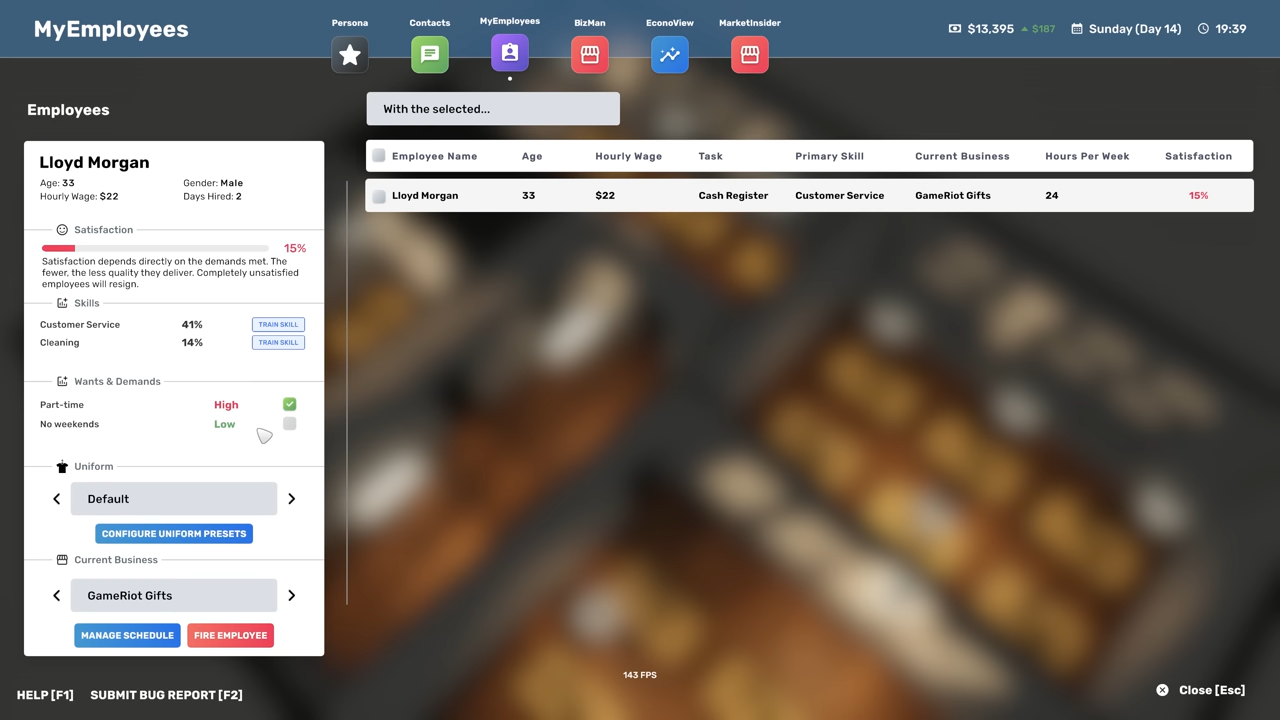 MyEmployees
Persona
Contacts
MyEmployees
BizMan
EconoView
MarketInsider
$13,395 $187 Sunday (Day 14) 19:39
Employees
With the selected...
Lloyd Morgan
Age: 33 Gender: Male
Hourly Wage: $22 Days Hired: 2
Satisfaction
15%
Satisfaction depends directly on the demands met. The
fewer, the less quality they deliver. Completely unsatisfied
employees will resign.
Skills
Customer Service 41% TRAIN SKILL
Cleaning 14% TRAIN SKILL
Wants & Demands
Part-time High
No weekends Low
Uniform
Default
CONFIGURE UNIFORM PRESETS
Current Business
GameRiot Gifts
MANAGE SCHEDULE FIRE EMPLOYEE
Employee Name Age Hourly Wage Task Primary Skill Current Business Hours Per Week Satisfaction
Lloyd Morgan 33 $22 Cash Register Customer Service GameRiot Gifts 24 15%
143 FPS
HELP [F1] SUBMIT BUG REPORT [F2]
Close [Esc]